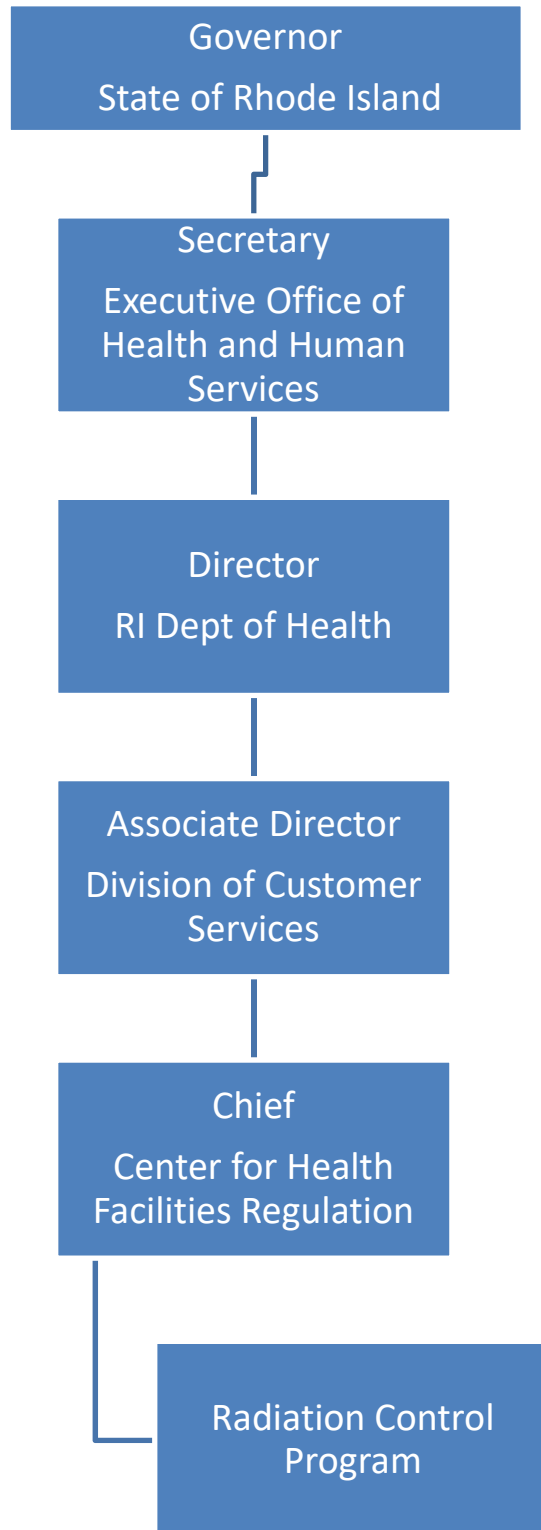 Governor
State of Rhode Island
Secretary
Executive Office of
Health and Human
Services
Director
RI Dept of Health
Associate Director
Division of Customer
Services
Chief
Center for Health
Facilities Regulation
Radiation Control
Program